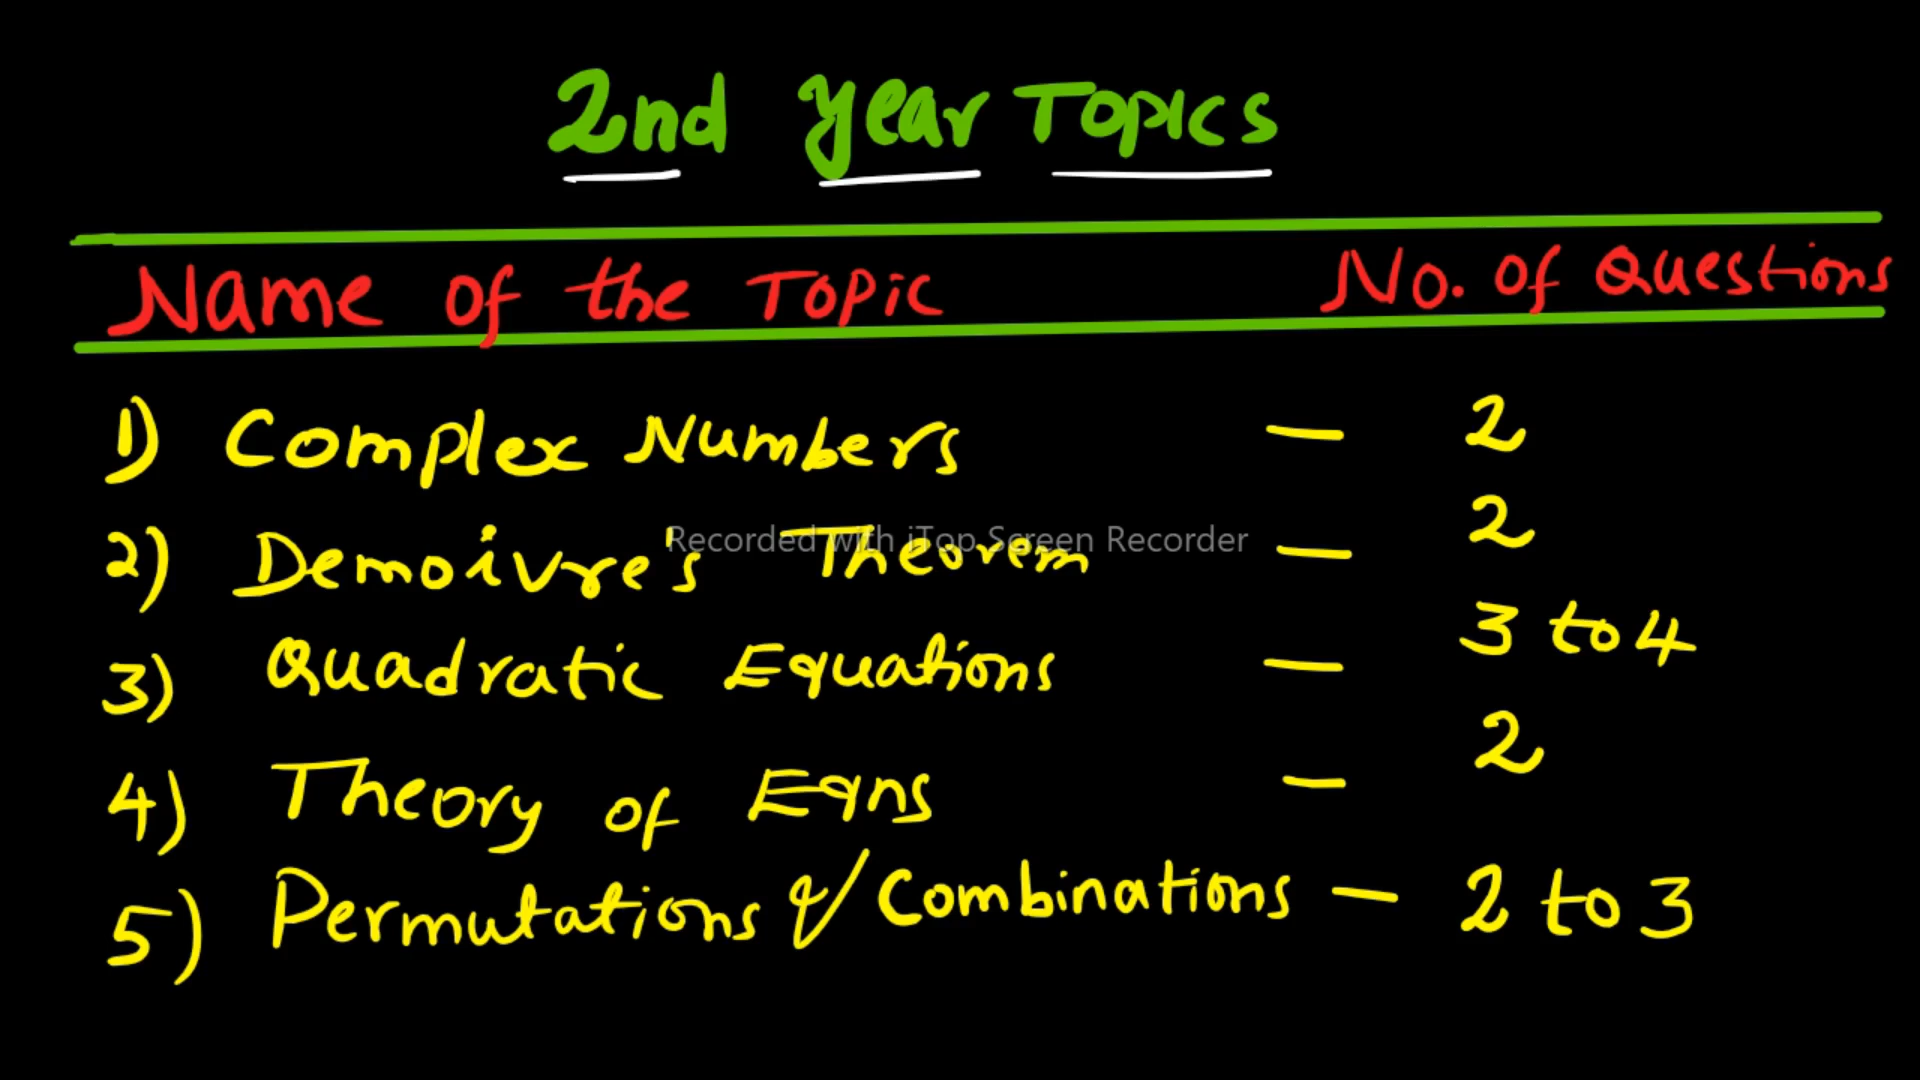 2nd year Topics
Name of the Topic No. of Questions
1) Complex Numbers — 2
2) Demoivre's Theorem — 2
Recorded with iTop Screen Recorder
3) Quadratic Equations — 3 to 4
4) Theory of Eqns — 2
5) Permutations & Combinations — 2 to 3